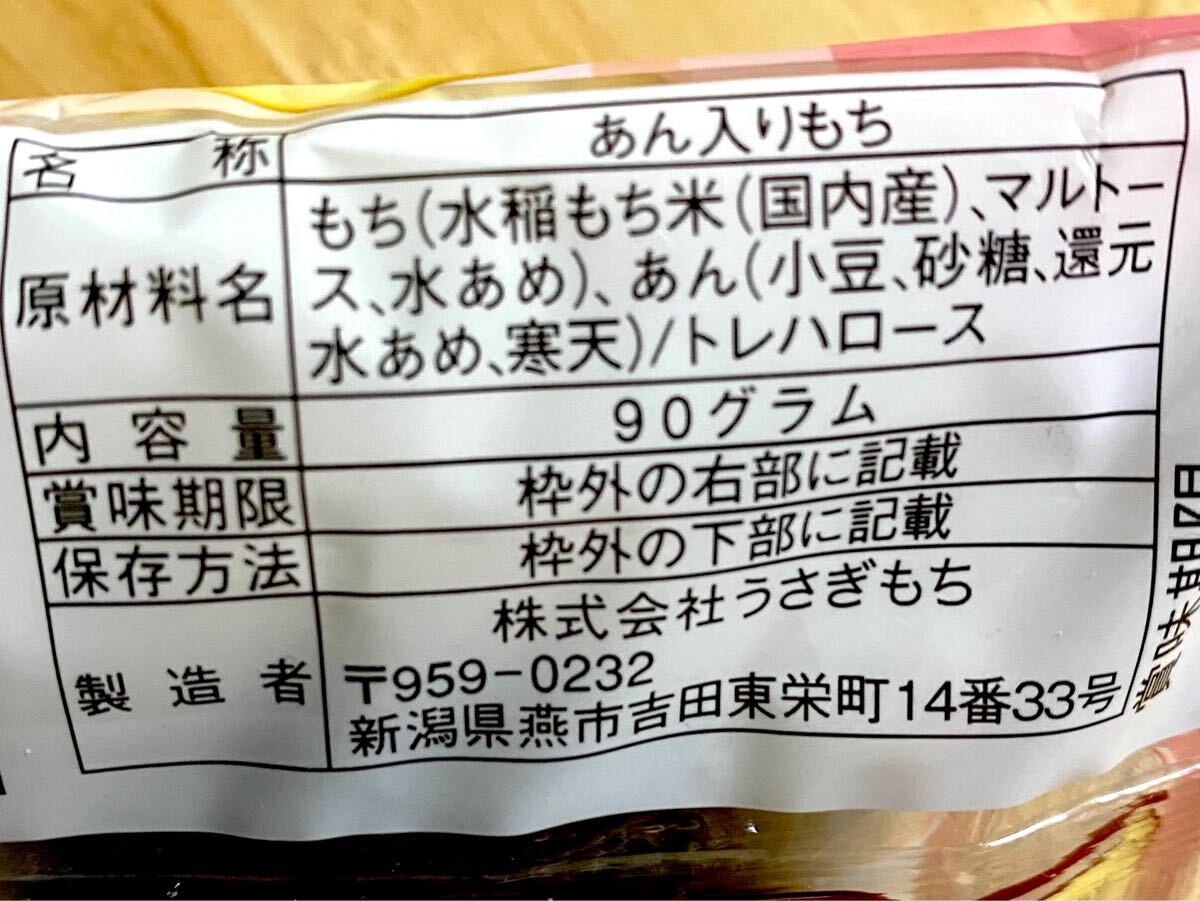 名称 あん入りもち
原材料名 もち(水稲もち米(国内産)、マルトー
ス、水あめ)、あん(小豆、砂糖、還元
水あめ、寒天)/トレハロース
内容量 90グラム
賞味期限 枠外の右部に記載
保存方法 枠外の下部に記載
製造者 株式会社うさぎもち
〒959-0232
新潟県燕市吉田東栄町14番33号
賞味期限